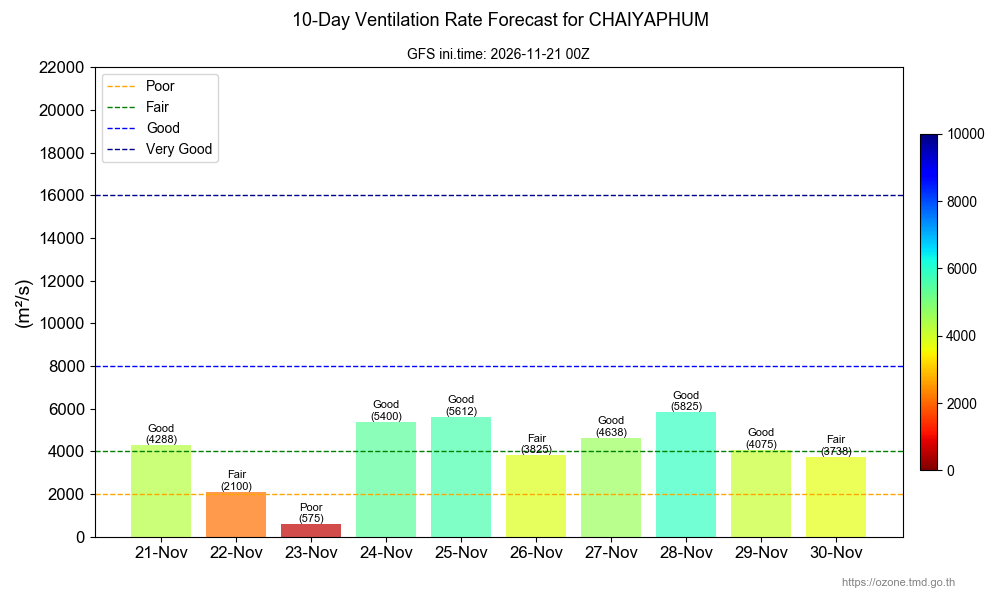 10-Day Ventilation Rate Forecast for CHAIYAPHUM
GFS ini.time: 2026-11-21 00Z
Poor
Fair
Good
Very Good
22000
20000
18000
16000
14000
12000
10000
8000
6000
4000
2000
0
(m²/s)
Good
(4288)
Fair
(2100)
Poor
(575)
Good
(5400)
Good
(5612)
Fair
(3825)
Good
(4638)
Good
(5825)
Good
(4075)
Fair
(3738)
21-Nov
22-Nov
23-Nov
24-Nov
25-Nov
26-Nov
27-Nov
28-Nov
29-Nov
30-Nov
10000
8000
6000
4000
2000
0
https://ozone.tmd.go.th